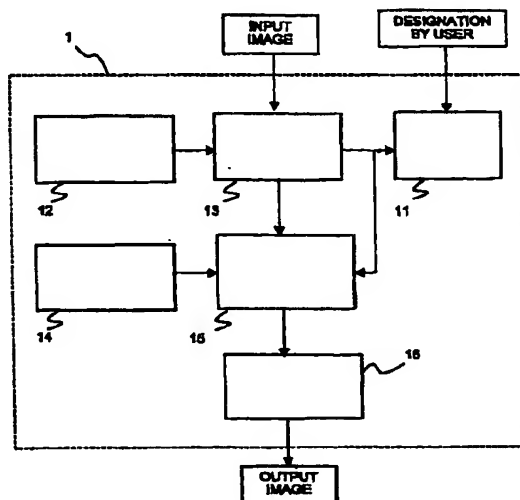 INPUT
IMAGE
DESIGNATION
BY USER
1
12
13
11
14
15
16
OUTPUT
IMAGE